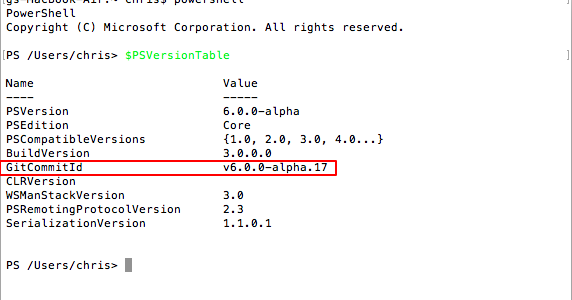 gs-MacBook-Air:~ chris$ powershell
PowerShell
Copyright (C) Microsoft Corporation. All rights reserved.
[PS /Users/chris> $PSVersionTable ]
Name Value
---- -----
PSVersion 6.0.0-alpha
PSEdition Core
PSCompatibleVersions {1.0, 2.0, 3.0, 4.0...}
BuildVersion 3.0.0.0
GitCommitId v6.0.0-alpha.17
CLRVersion
WSManStackVersion 3.0
PSRemotingProtocolVersion 2.3
SerializationVersion 1.1.0.1
PS /Users/chris>